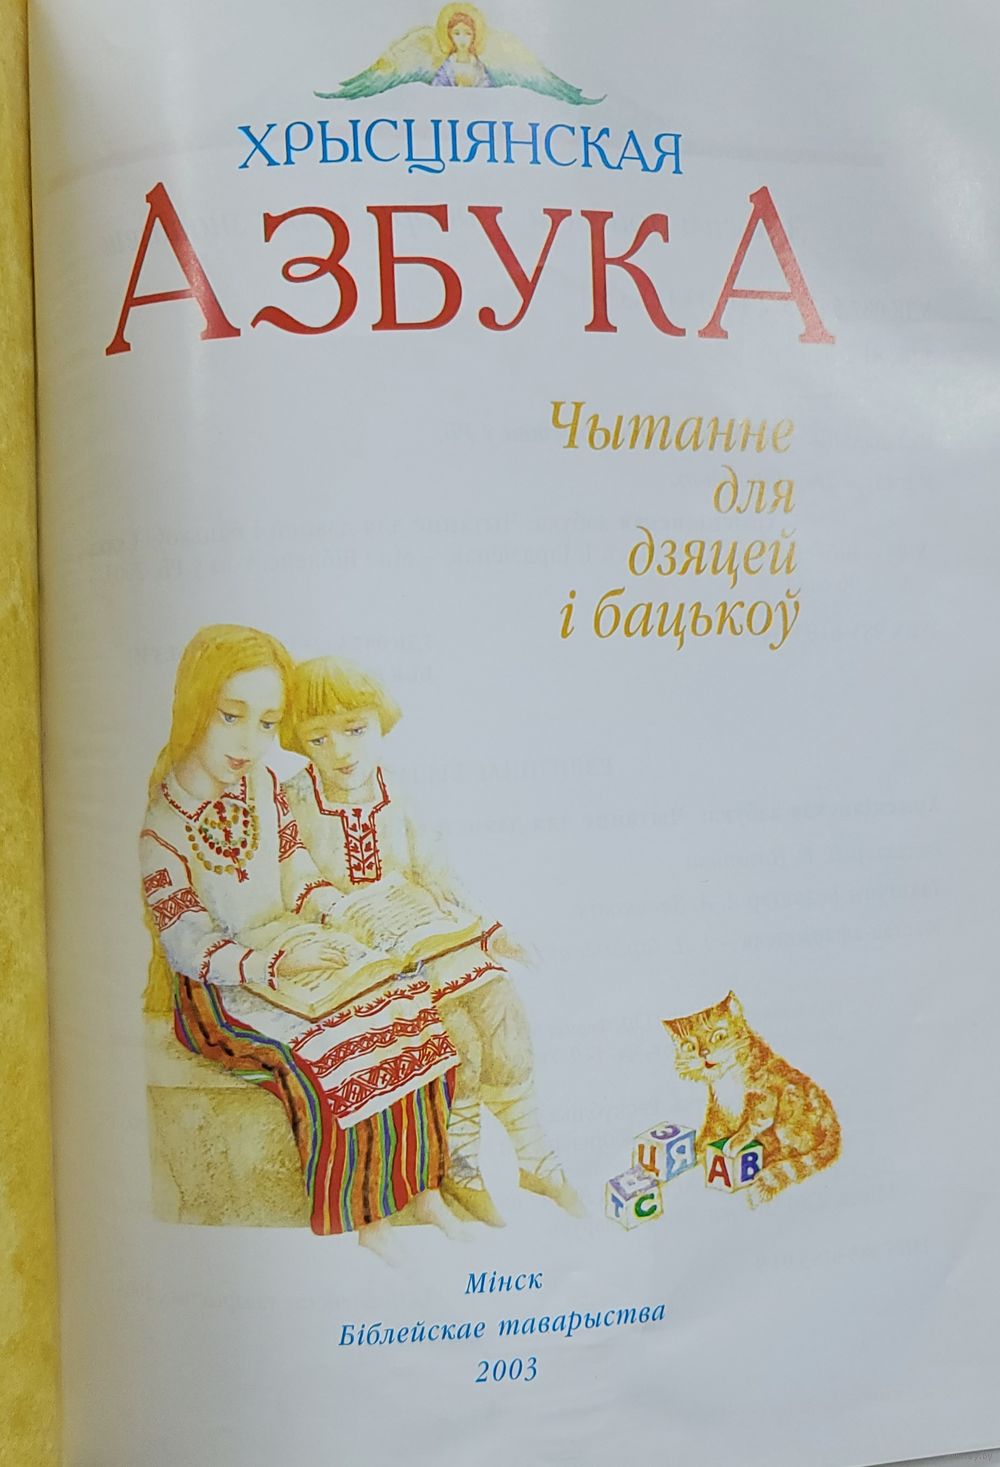 ХРЫСЦІЯНСКАЯ
АЗБУКА
Чытанне
для
дзяцей
і бацькоў
З
Ц Я
А В
Т С
Мінск
Біблейскае таварыства
2003